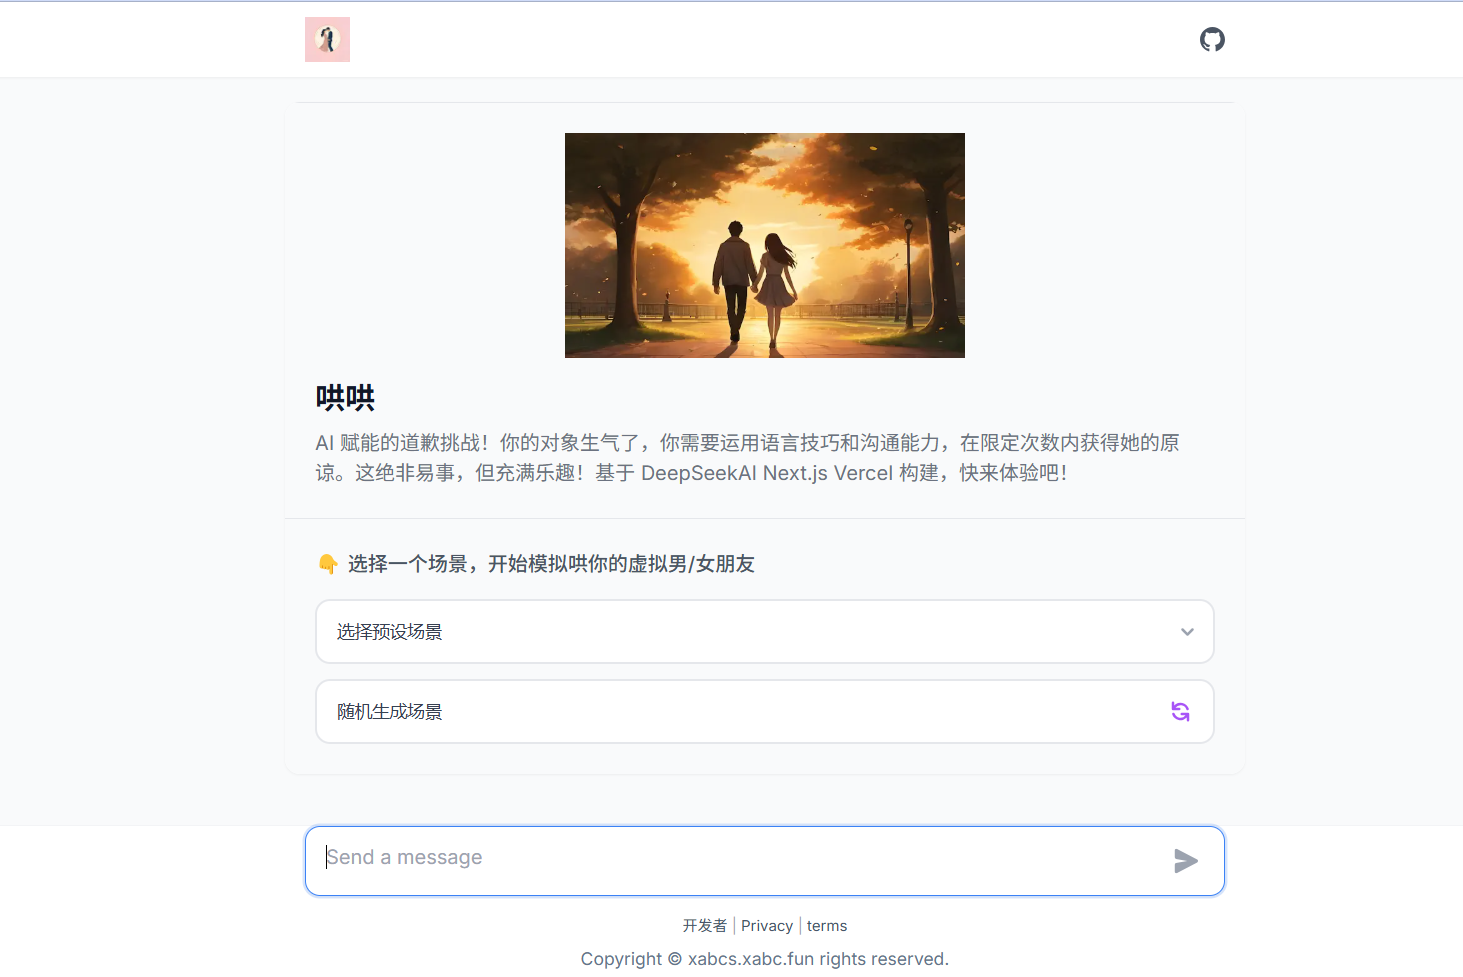 哄哄
AI 赋能的道歉挑战！你的对象生气了，你需要运用语言技巧和沟通能力，在限定次数内获得她的原
谅。这绝非易事，但充满乐趣！基于 DeepSeekAI Next.js Vercel 构建，快来体验吧！
👇 选择一个场景，开始模拟哄你的虚拟男/女朋友
选择预设场景
随机生成场景
Send a message
开发者 | Privacy | terms
Copyright © xabcs.xabc.fun rights reserved.